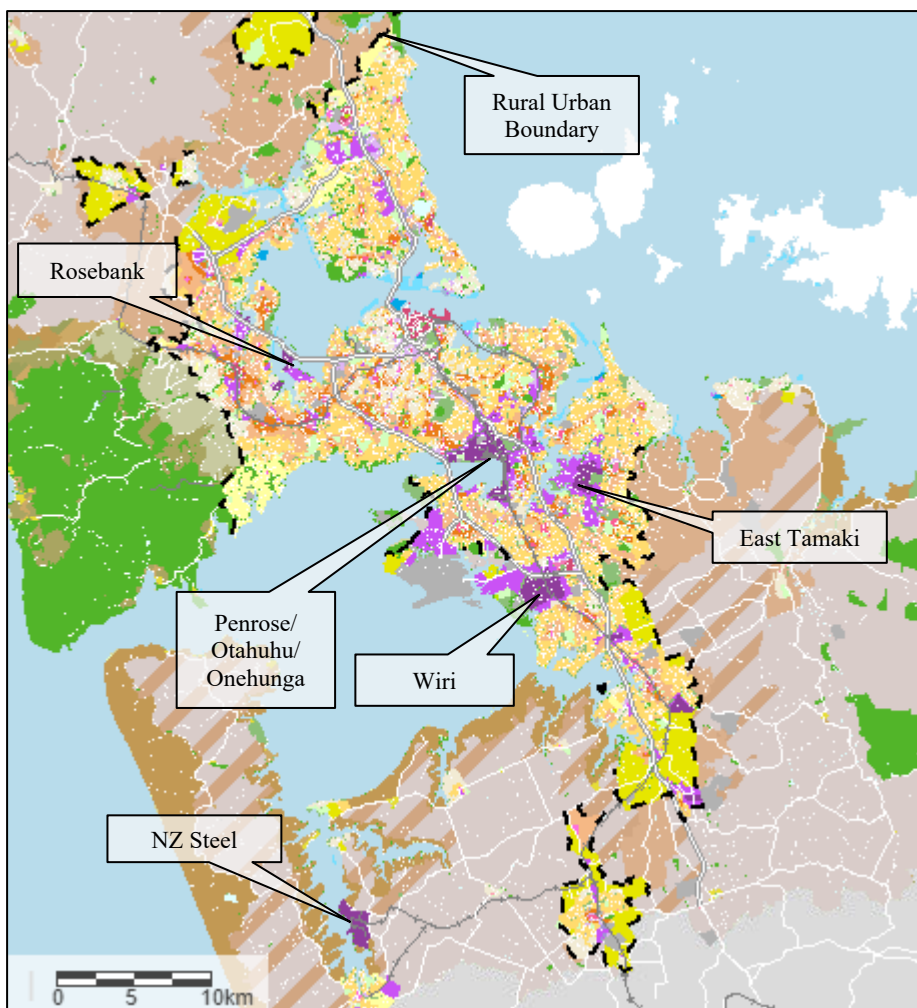 Rural Urban
Boundary
Rosebank
East Tamaki
Penrose/
Otahuhu/
Onehunga
Wiri
NZ Steel
0 5 10km